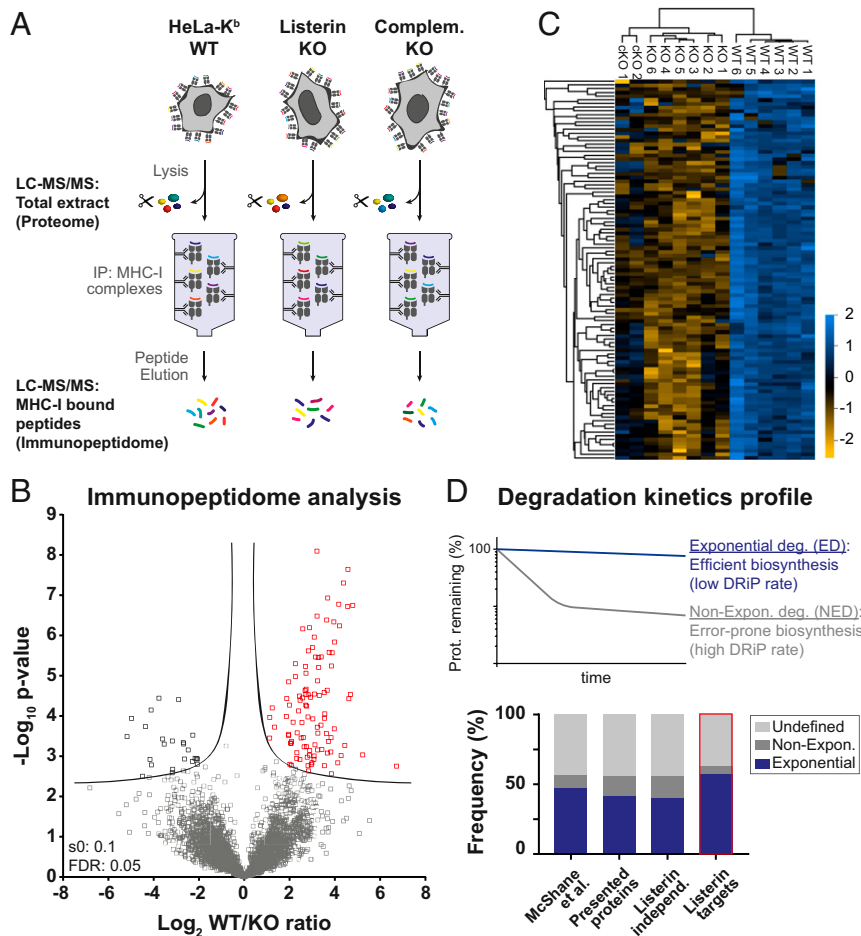 A
HeLa-Kᵇ WT
Listerin KO
Complem. KO
Lysis
LC-MS/MS:
Total extract
(Proteome)
IP: MHC-I
complexes
Peptide
Elution
LC-MS/MS:
MHC-I bound
peptides
(Immunopeptidome)
C
cKO 1
cKO 2
KO 6
KO 4
KO 5
KO 3
KO 2
KO 1
WT 6
WT 5
WT 4
WT 3
WT 2
WT 1
2
1
0
-1
-2
B
Immunopeptidome analysis
-Log₁₀ p-value
9
8
7
6
5
4
3
2
1
0
s0: 0.1
FDR: 0.05
-8 -6 -4 -2 0 2 4 6 8
Log₂ WT/KO ratio
D
Degradation kinetics profile
Prot. remaining (%)
100
time
Exponential deg. (ED):
Efficient biosynthesis
(low DRiP rate)
Non-Expon. deg. (NED):
Error-prone biosynthesis
(high DRiP rate)
Frequency (%)
100
50
0
Undefined
Non-Expon.
Exponential
McShane et al.
Presented proteins
Listerin independ.
Listerin targets